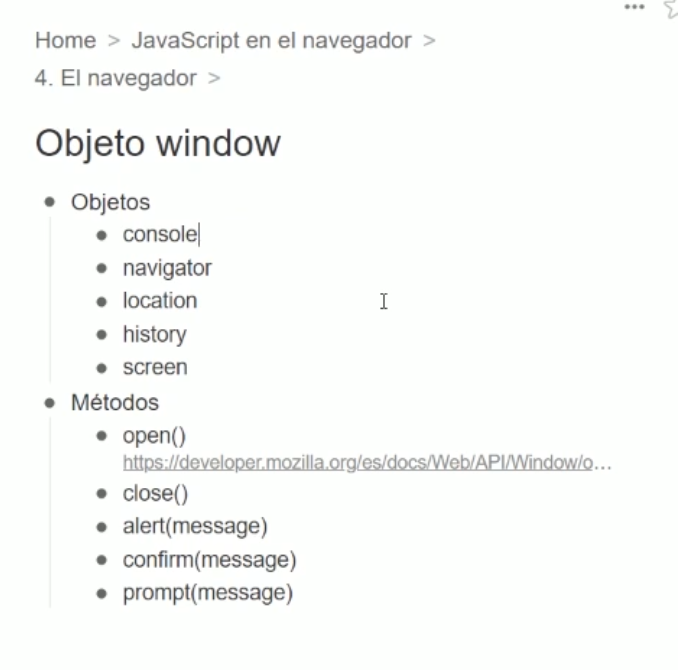 Home > JavaScript en el navegador >
4. El navegador >
Objeto window
Objetos
console
navigator
location
history
screen
Métodos
open()
https://developer.mozilla.org/es/docs/Web/API/Window/o...
close()
alert(message)
confirm(message)
prompt(message)